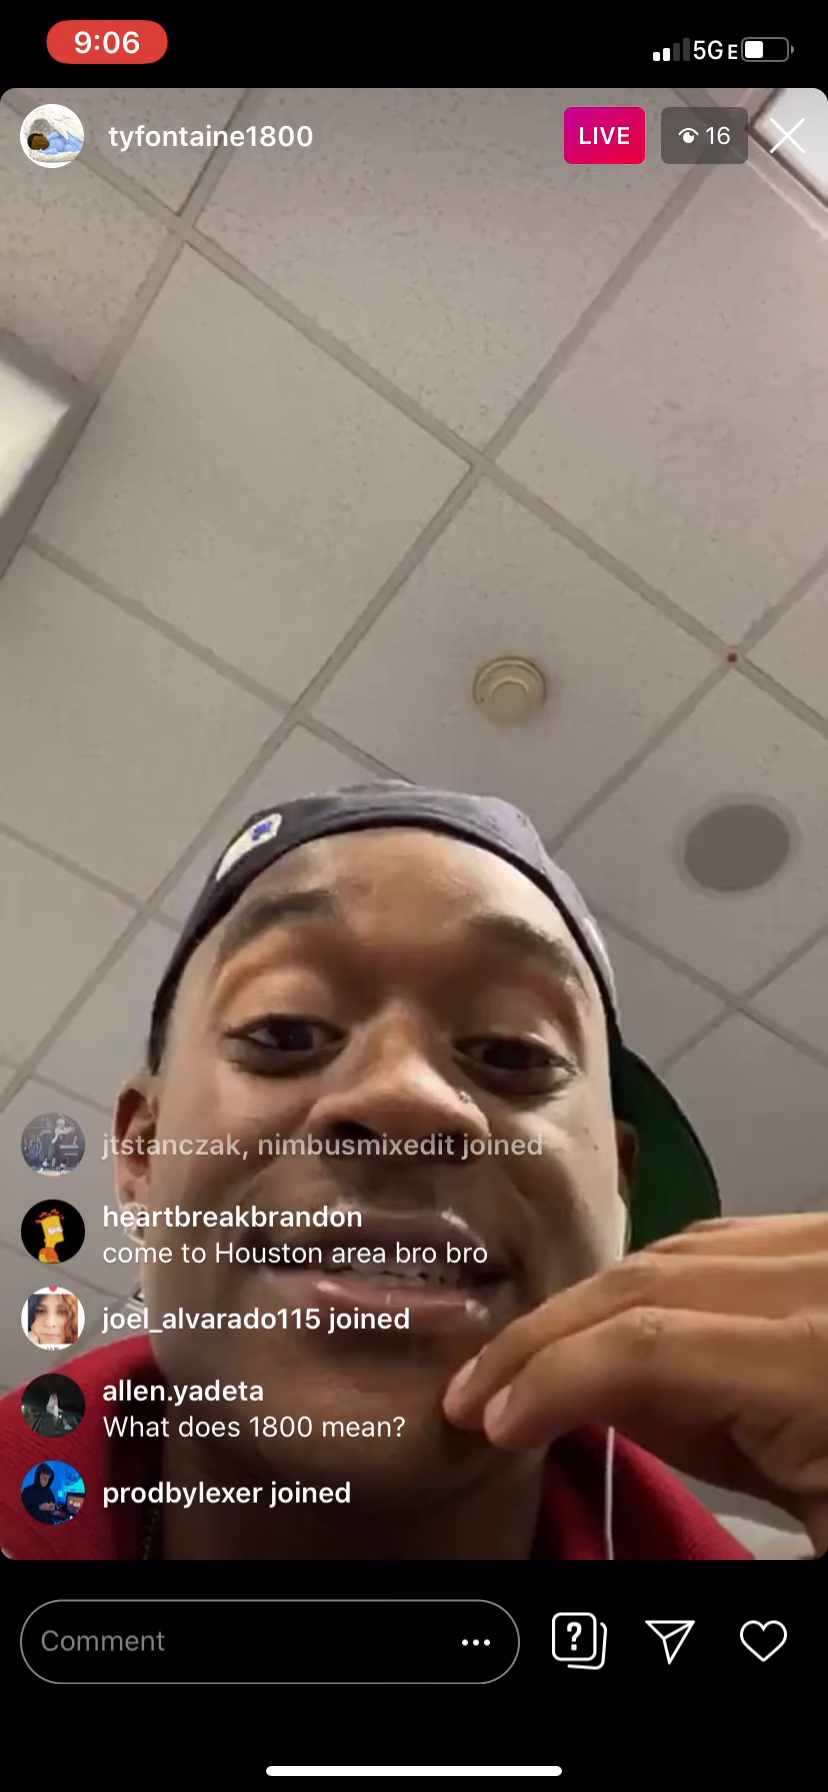 9:06
5G E
tyfontaine1800
LIVE
16
jtstanczak, nimbusmixedit joined
heartbreakbrandon
come to Houston area bro bro
joel_alvarado115 joined
allen.yadeta
What does 1800 mean?
prodbylexer joined
Comment
?